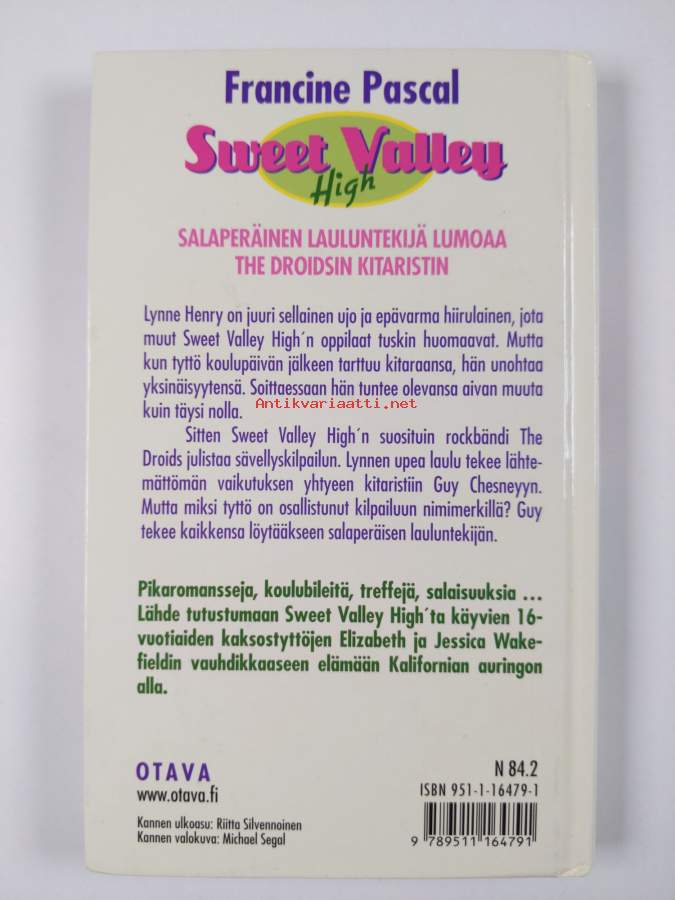 Francine Pascal
Sweet Valley
High
SALAPERÄINEN LAULUNTEKIJÄ LUMOAA
THE DROIDSIN KITARISTIN
Lynne Henry on juuri sellainen ujo ja epävarma hiirulainen, jota
muut Sweet Valley High´n oppilaat tuskin huomaavat. Mutta
kun tyttö koulupäivän jälkeen tarttuu kitaraansa, hän unohtaa
yksinäisyytensä. Soittaessaan hän tuntee olevansa aivan muuta
kuin täysi nolla.
Antikvariaatti.net
Sitten Sweet Valley High´n suosituin rockbändi The
Droids julistaa sävellyskilpailun. Lynnen upea laulu tekee lähte-
mättömän vaikutuksen yhtyeen kitaristiin Guy Chesneyyn.
Mutta miksi tyttö on osallistunut kilpailuun nimimerkillä? Guy
tekee kaikkensa löytääkseen salaperäisen lauluntekijän.
Pikaromansseja, koulubileitä, treffejä, salaisuuksia ...
Lähde tutustumaan Sweet Valley High´ta käyvien 16-
vuotiaiden kaksostyttöjen Elizabeth ja Jessica Wake-
fieldin vauhdikkaaseen elämään Kalifornian auringon
alla.
OTAVA
www.otava.fi
Kannen ulkoasu: Riitta Silvennoinen
Kannen valokuva: Michael Segal
N 84.2
ISBN 951-1-16479-1
9 789511 164791